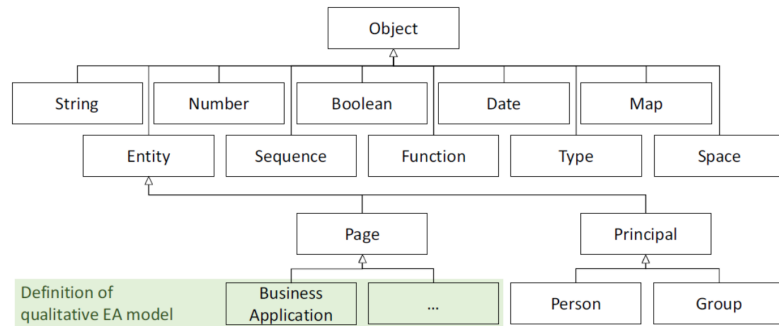 Object
String
Number
Boolean
Date
Map
Entity
Sequence
Function
Type
Space
Page
Principal
Definition of
qualitative EA model
Business
Application
...
Person
Group